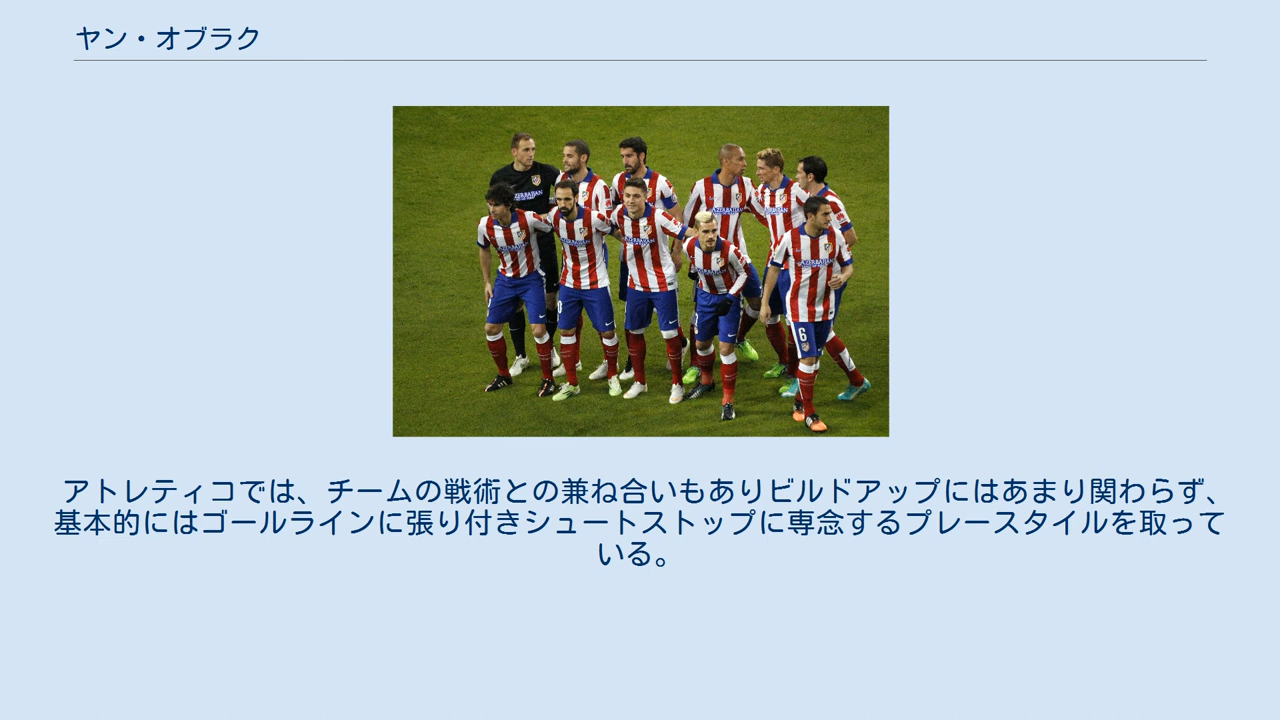 ヤン・オブラク
AZERBAIJAN
AZERBAIJAN
AZERBAIJAN
6
アトレティコでは、チームの戦術との兼ね合いもありビルドアップにはあまり関わらず、
基本的にはゴールラインに張り付きシュートストップに専念するプレースタイルを取って
いる。